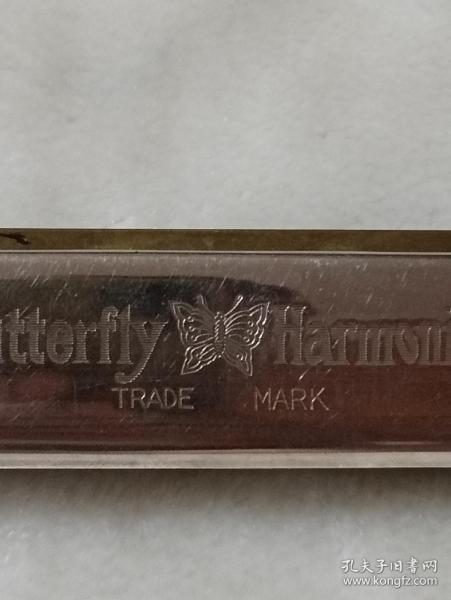 utterfly Harmoni
TRADE MARK
孔夫子旧书网
www.kongfz.com